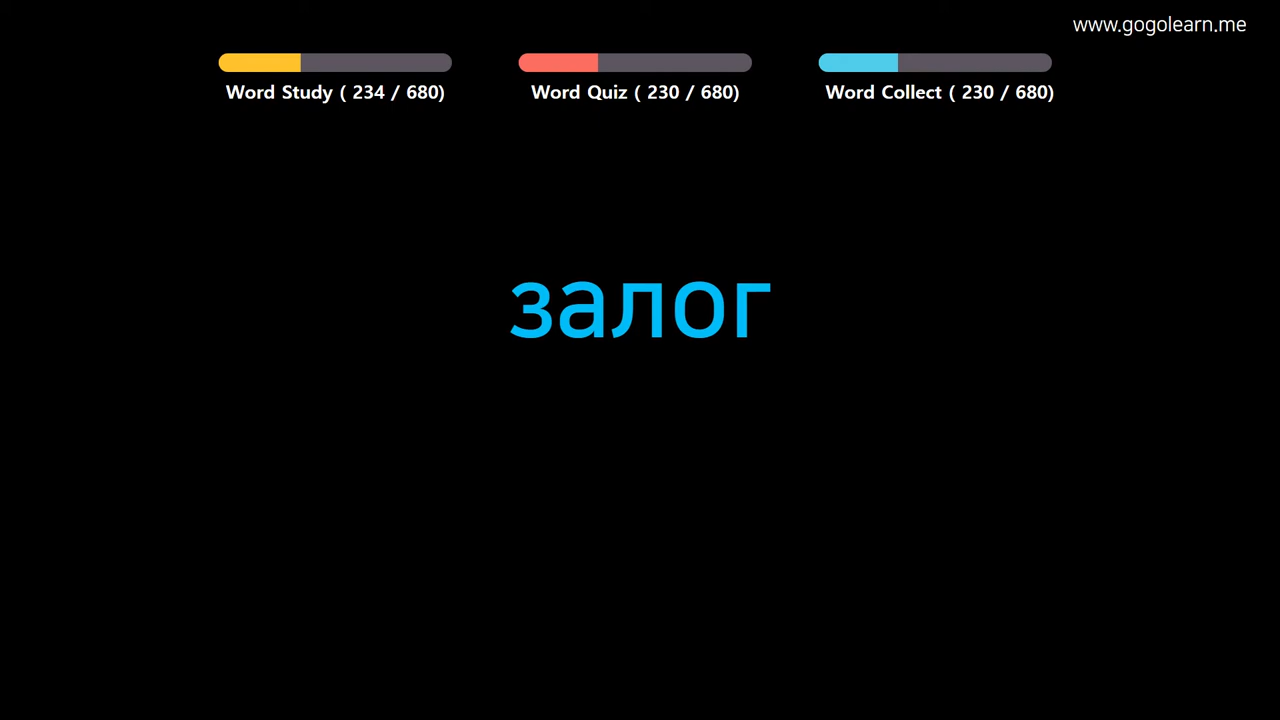 www.gogolearn.me
Word Study ( 234 / 680)
Word Quiz ( 230 / 680)
Word Collect ( 230 / 680)
залог